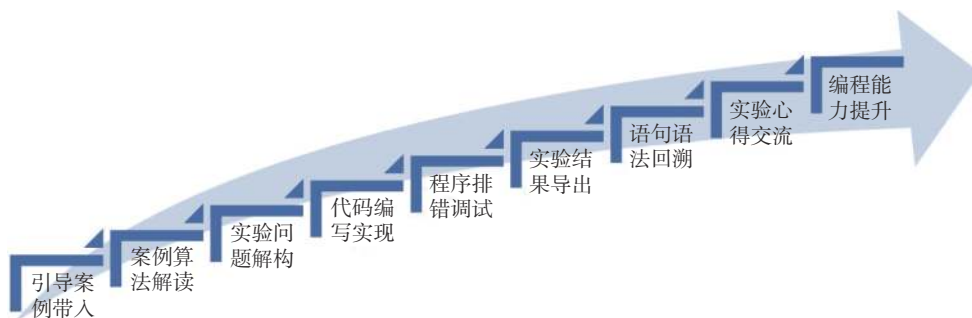 引导案
例带入
案例算
法解读
实验问
题解构
代码编
写实现
程序排
错调试
实验结
果导出
语句语
法回溯
实验心
得交流
编程能
力提升